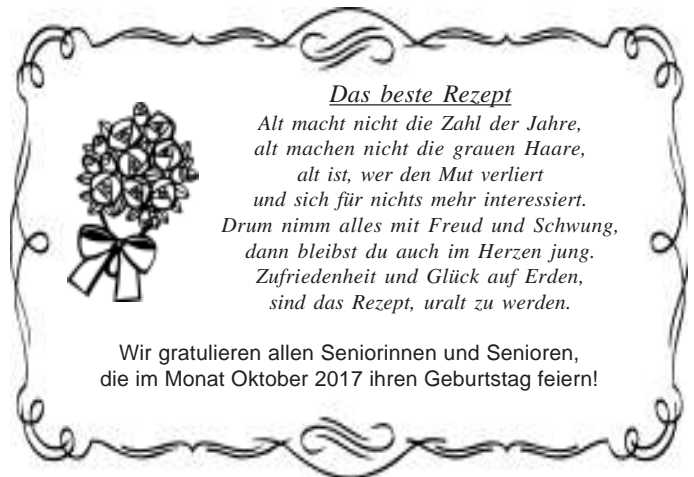 Das beste Rezept
Alt macht nicht die Zahl der Jahre,
alt machen nicht die grauen Haare,
alt ist, wer den Mut verliert
und sich für nichts mehr interessiert.
Drum nimm alles mit Freud und Schwung,
dann bleibst du auch im Herzen jung.
Zufriedenheit und Glück auf Erden,
sind das Rezept, uralt zu werden.
Wir gratulieren allen Seniorinnen und Senioren,
die im Monat Oktober 2017 ihren Geburtstag feiern!